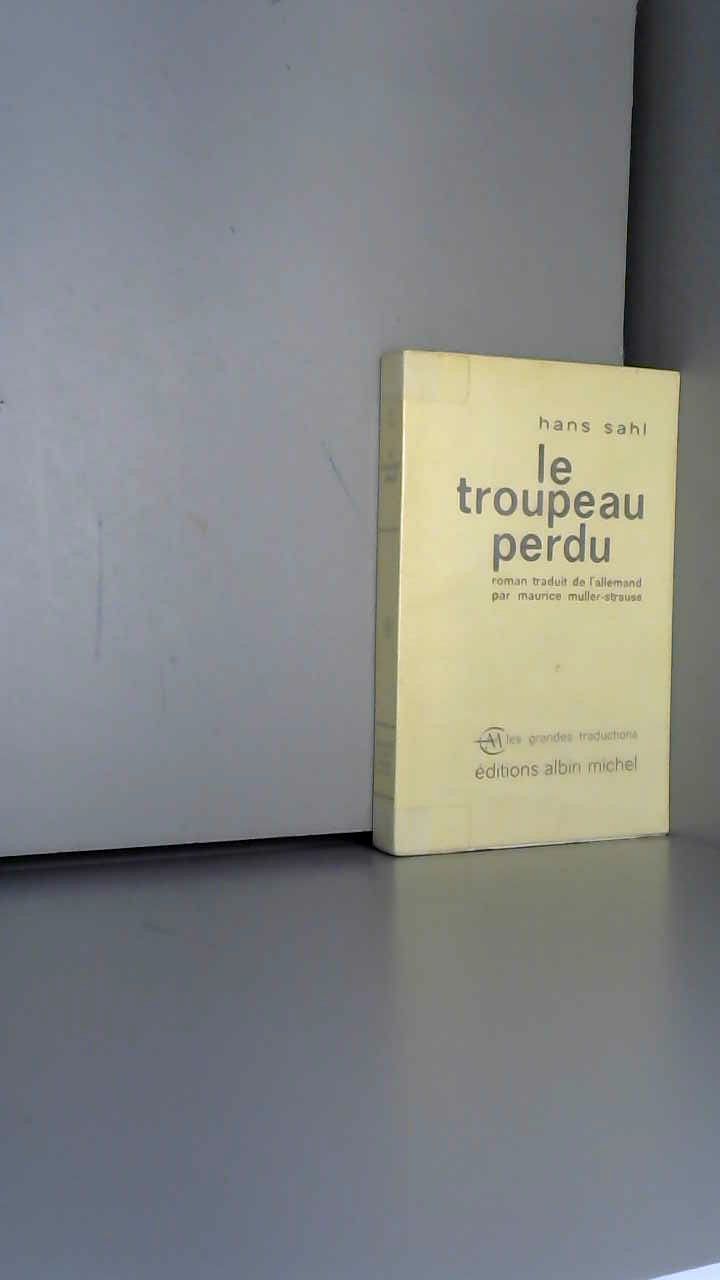 hans sahl
le
troupeau
perdu
roman traduit de l'allemand
par maurice muller-strauss
AM les grandes traductions
éditions albin michel